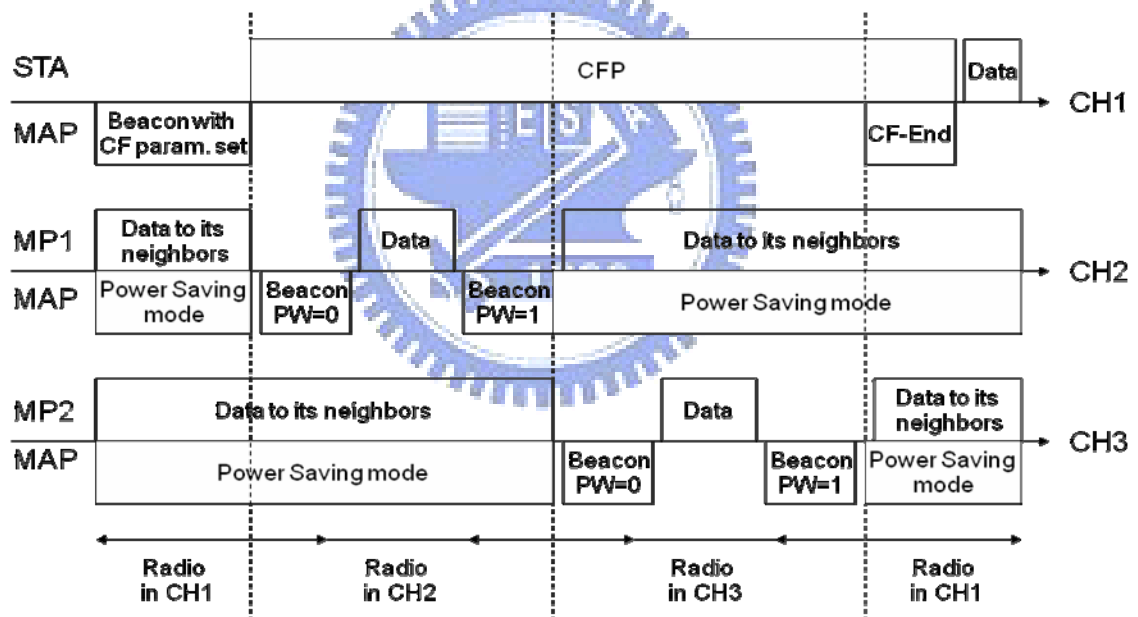 STA
CFP
Data
CH1
MAP
Beacon with
CF param. set
CF-End
MP1
Data to its
neighbors
Data
Data to its neighbors
CH2
MAP
Power Saving
mode
Beacon
PW=0
Beacon
PW=1
Power Saving mode
MP2
Data to its neighbors
Data
Data to its
neighbors
CH3
MAP
Power Saving mode
Beacon
PW=0
Beacon
PW=1
Power Saving
mode
Radio
in CH1
Radio
in CH2
Radio
in CH3
Radio
in CH1